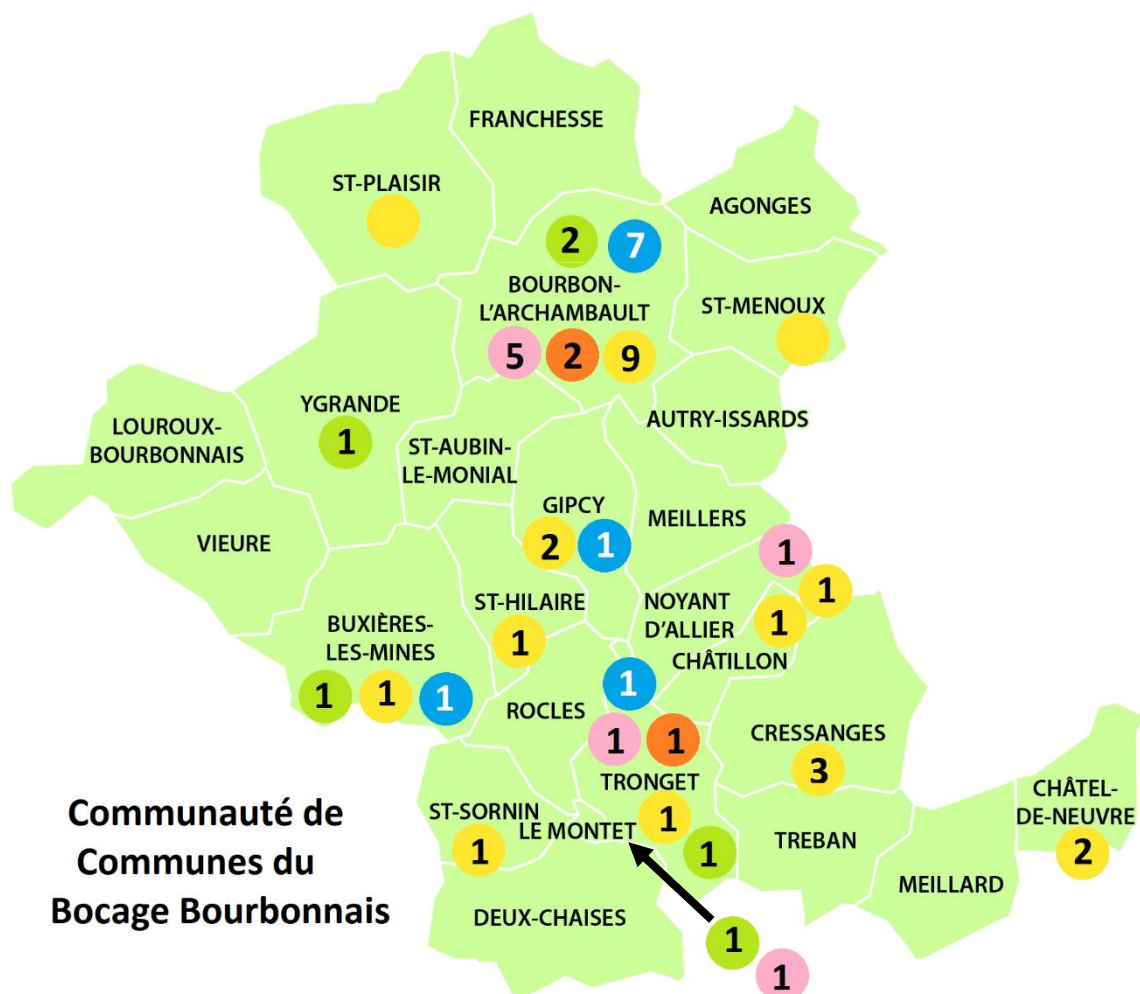 FRANCHESSE
ST-PLAISIR
AGONGES
2
7
BOURBON-
L'ARCHAMBAULT
5
2
9
ST-MENOUX
YGRANDE
1
LOUROUX-
BOURBONNAIS
ST-AUBIN-
LE-MONIAL
AUTRY-ISSARDS
GIPCY
2
1
MEILLERS
VIEURE
1
1
1
NOYANT
D'ALLIER
CHÂTILLON
ST-HILAIRE
1
BUXIÈRES-
LES-MINES
1
1
1
ROCLES
1
1
1
TRONGET
1
1
CRESSANGES
3
CHÂTEL-
DE-NEUVRE
2
ST-SORNIN
1
LE MONTET
TREBAN
MEILLARD
DEUX-CHAISES
1
1
Communauté de
Communes du
Bocage Bourbonnais